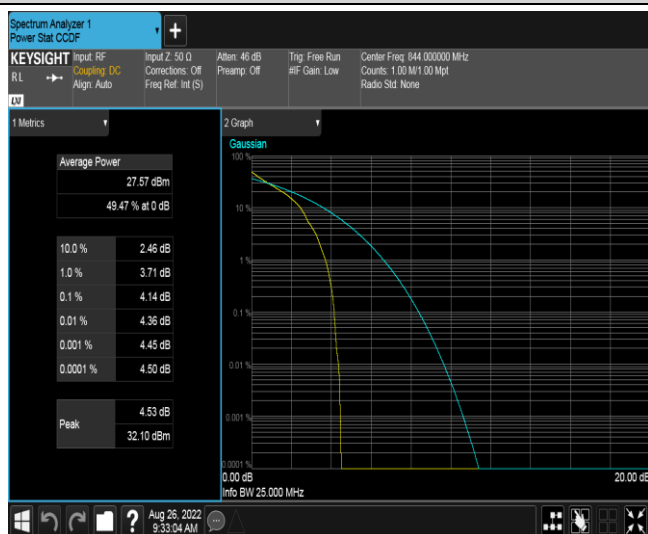 Spectrum Analyzer 1
Power Stat CCDF
KEYSIGHT
RL
LXI
Input: RF
Coupling: DC
Align: Auto
Input Z: 50 Ω
Corrections: Off
Freq Ref: Int (S)
Atten: 46 dB
Preamp: Off
Trig: Free Run
#IF Gain: Low
Center Freq: 844.000000 MHz
Counts: 1.00 M/1.00 Mpt
Radio Std: None
1 Metrics
Average Power
27.57 dBm
49.47 % at 0 dB
10.0 % 2.46 dB
1.0 % 3.71 dB
0.1 % 4.14 dB
0.01 % 4.36 dB
0.001 % 4.45 dB
0.0001 % 4.50 dB
Peak
4.53 dB
32.10 dBm
2 Graph
Gaussian
100 %
10 %
1 %
0.1 %
0.01 %
0.001 %
0.0001 %
0.00 dB
20.00 dB
Info BW 25.000 MHz
?
Aug 26, 2022
9:33:04 AM